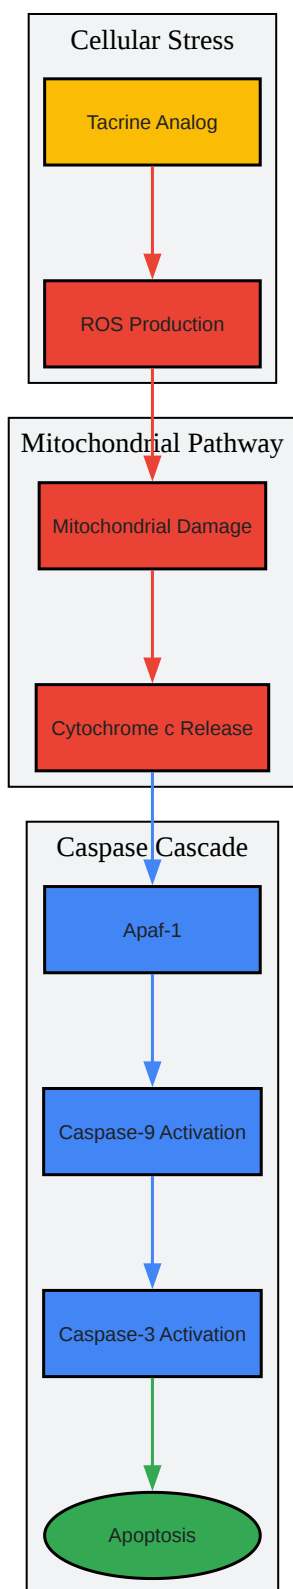 Cellular Stress
Tacrine Analog
ROS Production
Mitochondrial Pathway
Mitochondrial Damage
Cytochrome c Release
Caspase Cascade
Apaf-1
Caspase-9 Activation
Caspase-3 Activation
Apoptosis